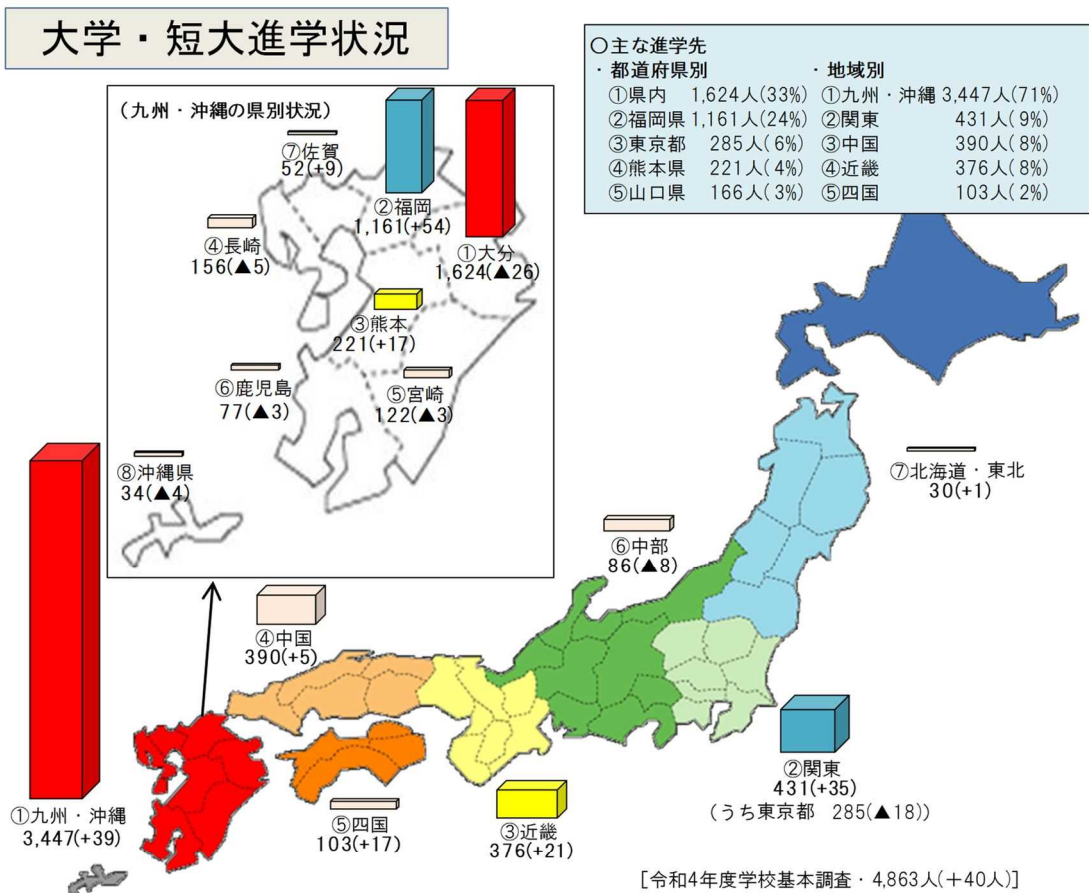 大学・短大進学状況
○主な進学先
・都道府県別 ・地域別
①県内 1,624人(33%) ①九州・沖縄 3,447人(71%)
②福岡県 1,161人(24%) ②関東 431人( 9%)
③東京都 285人( 6%) ③中国 390人( 8%)
④熊本県 221人( 4%) ④近畿 376人( 8%)
⑤山口県 166人( 3%) ⑤四国 103人( 2%)
(九州・沖縄の県別状況)
⑦佐賀
52(+9)
②福岡
1,161(+54)
①大分
1,624(▲26)
④長崎
156(▲5)
③熊本
221(+17)
⑥鹿児島
77(▲3)
⑤宮崎
122(▲3)
⑧沖縄県
34(▲4)
⑦北海道・東北
30(+1)
⑥中部
86(▲8)
④中国
390(+5)
②関東
431(+35)
(うち東京都 285(▲18))
①九州・沖縄
3,447(+39)
⑤四国
103(+17)
③近畿
376(+21)
[令和4年度学校基本調査・4,863人(+40人)]